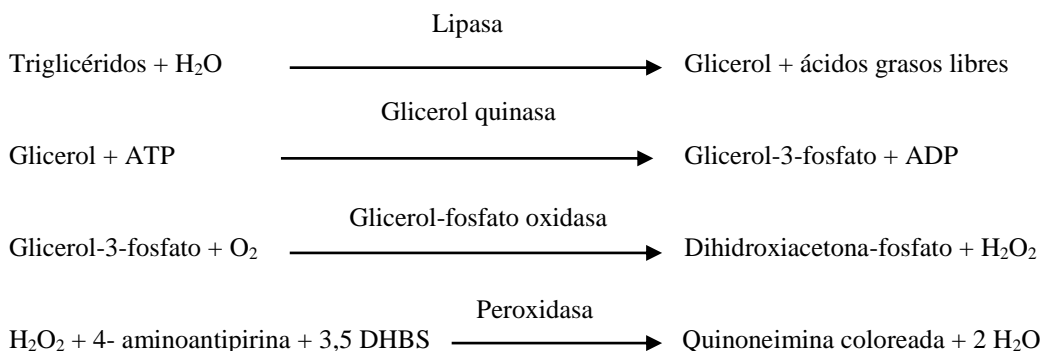 Lipasa
Triglicéridos + H₂O Glicerol + ácidos grasos libres
Glicerol quinasa
Glicerol + ATP Glicerol-3-fosfato + ADP
Glicerol-fosfato oxidasa
Glicerol-3-fosfato + O₂ Dihidroxiacetona-fosfato + H₂O₂
Peroxidasa
H₂O₂ + 4- aminoantipirina + 3,5 DHBS Quinoneimina coloreada + 2 H₂O